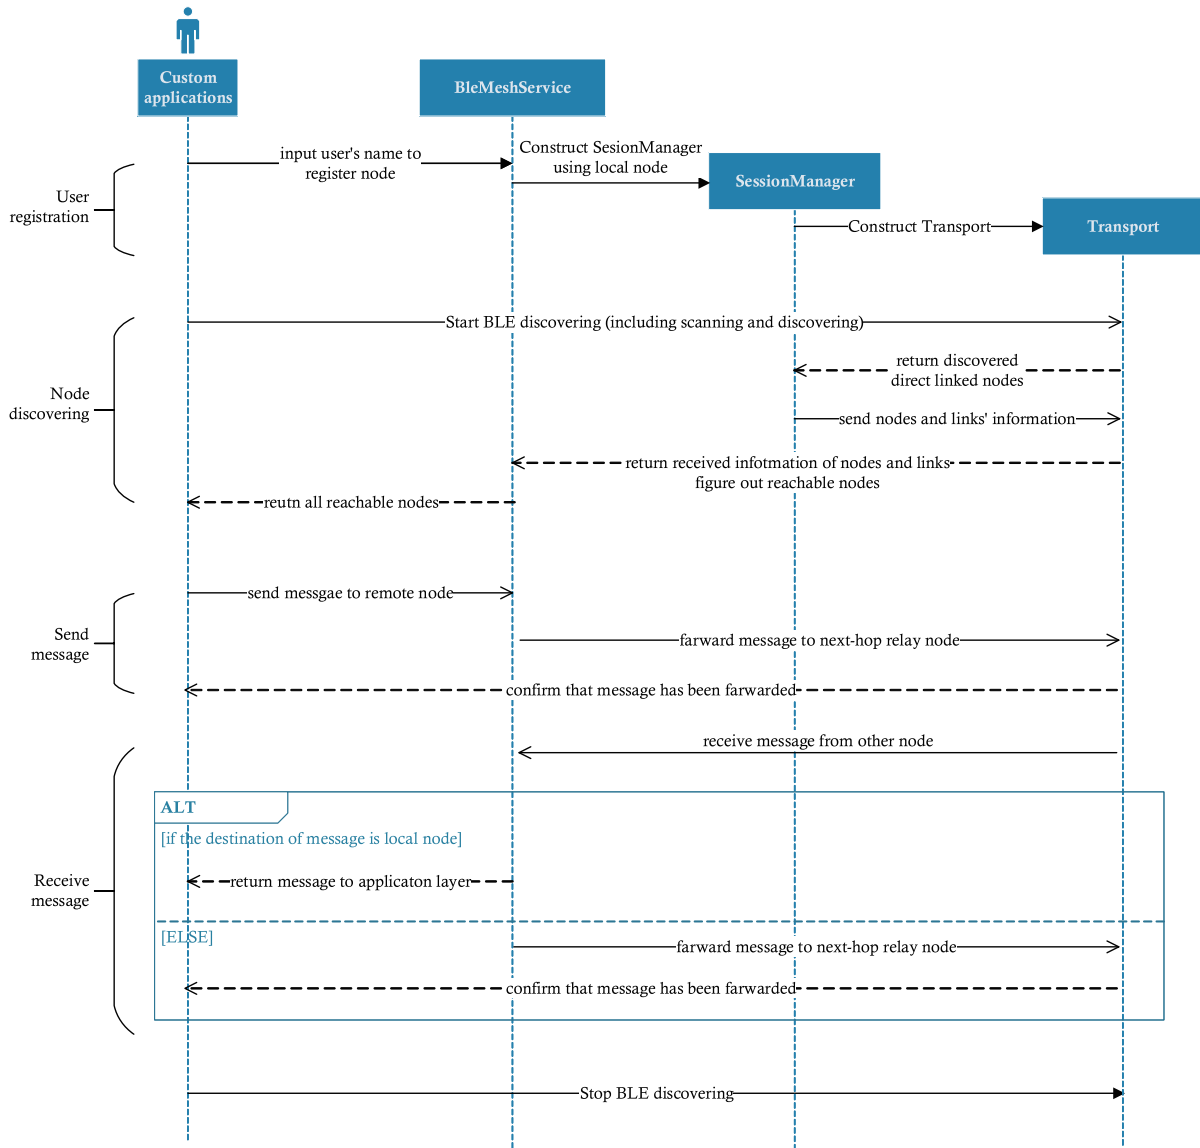 Custom
applications
BleMeshService
input user's name to
register node
Construct SesionManager
using local node
SessionManager
User
registration
Construct Transport
Transport
Start BLE discovering (including scanning and discovering)
return discovered
direct linked nodes
Node
discovering
send nodes and links' information
return received infotmation of nodes and links
figure out reachable nodes
reutn all reachable nodes
send messgae to remote node
Send
message
farward message to next-hop relay node
confirm that message has been farwarded
receive message from other node
ALT
[if the destination of message is local node]
Receive
message
return message to applicaton layer
[ELSE]
farward message to next-hop relay node
confirm that message has been farwarded
Stop BLE discovering